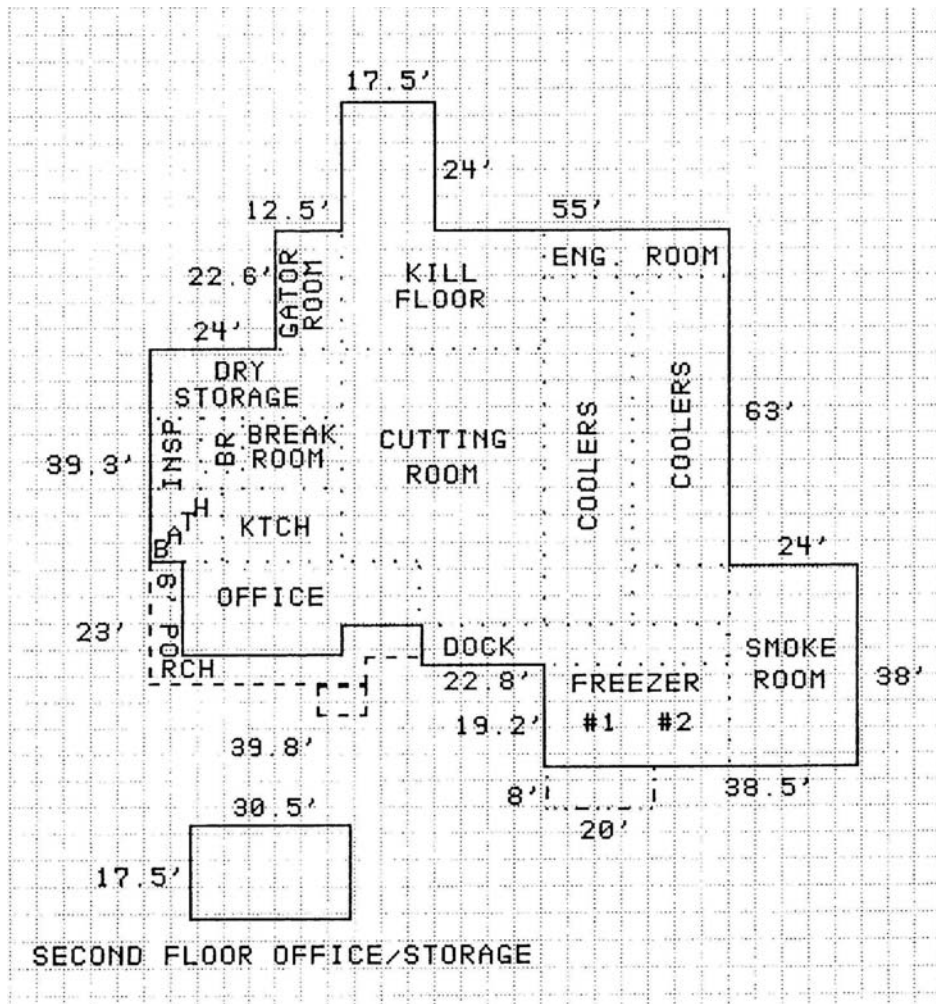 17.5'
24'
12.5'
55'
22.6'
GATOR
ROOM
KILL
FLOOR
ENG. ROOM
24'
DRY
STORAGE
COOLERS
COOLERS
63'
INSP.
BR
BREAK
ROOM
CUTTING
ROOM
39.3'
BATH
KTCH
24'
6' PORCH
OFFICE
23'
DOCK
SMOKE
ROOM
22.8'
FREEZER
38'
19.2'
#1 #2
39.8'
8'
38.5'
30.5'
20'
17.5'
SECOND FLOOR OFFICE/STORAGE